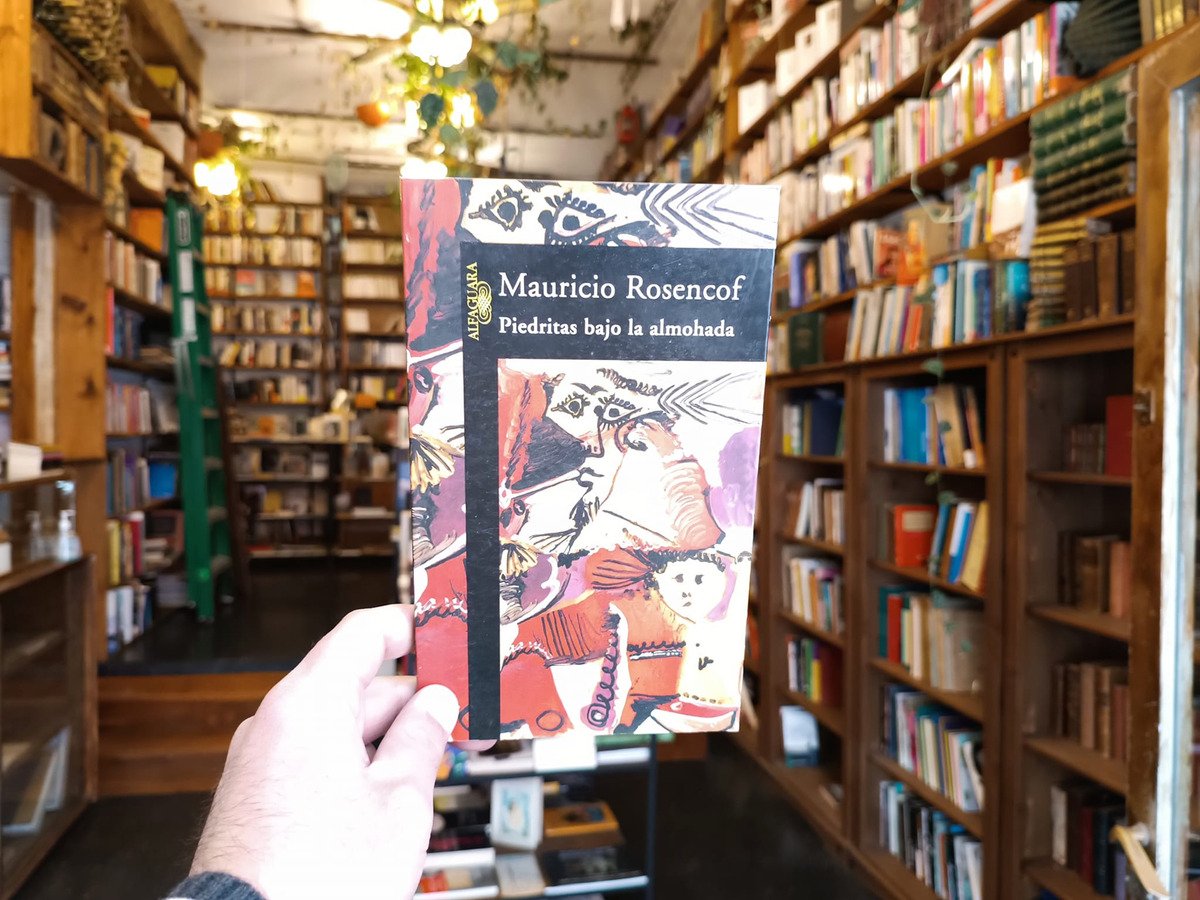 ALFAGUARA
Mauricio Rosencof
Piedritas bajo la almohada